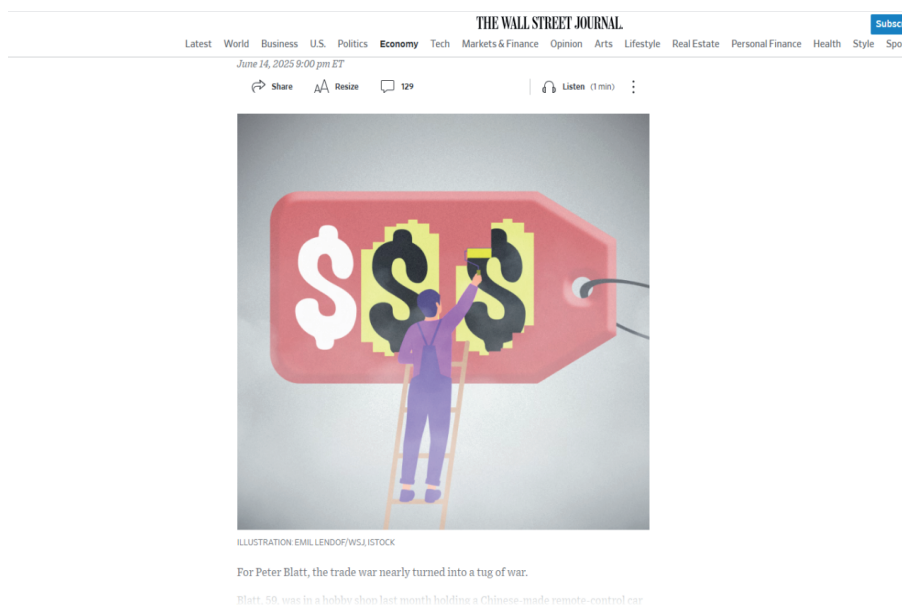 THE WALL STREET JOURNAL.
Latest World Business U.S. Politics Economy Tech Markets & Finance Opinion Arts Lifestyle Real Estate Personal Finance Health Style
June 14, 2025 9:00 pm ET
Share Resize 129 Listen (1 min)
$ $ $
ILLUSTRATION: EMIL LENDOF/WSJ, ISTOCK
For Peter Blatt, the trade war nearly turned into a tug of war.
Blatt, 59, was in a hobby shop last month holding a Chinese-made remote-control car